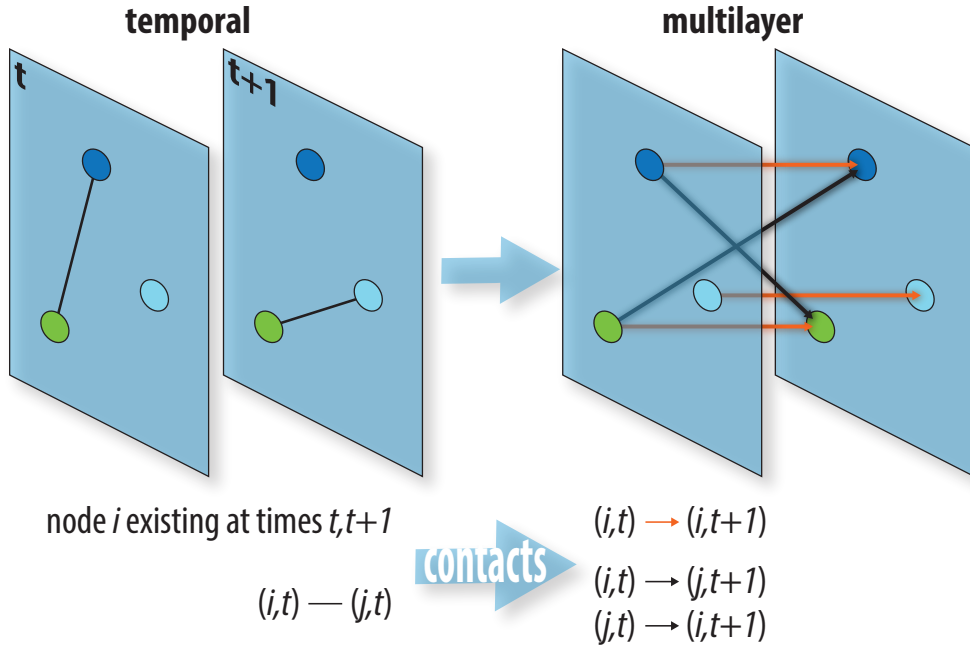 temporal
multilayer
t
t+1
node i existing at times t,t+1
(i,t) → (i,t+1)
contacts
(i,t) — (j,t)
(i,t) → (j,t+1)
(j,t) → (i,t+1)